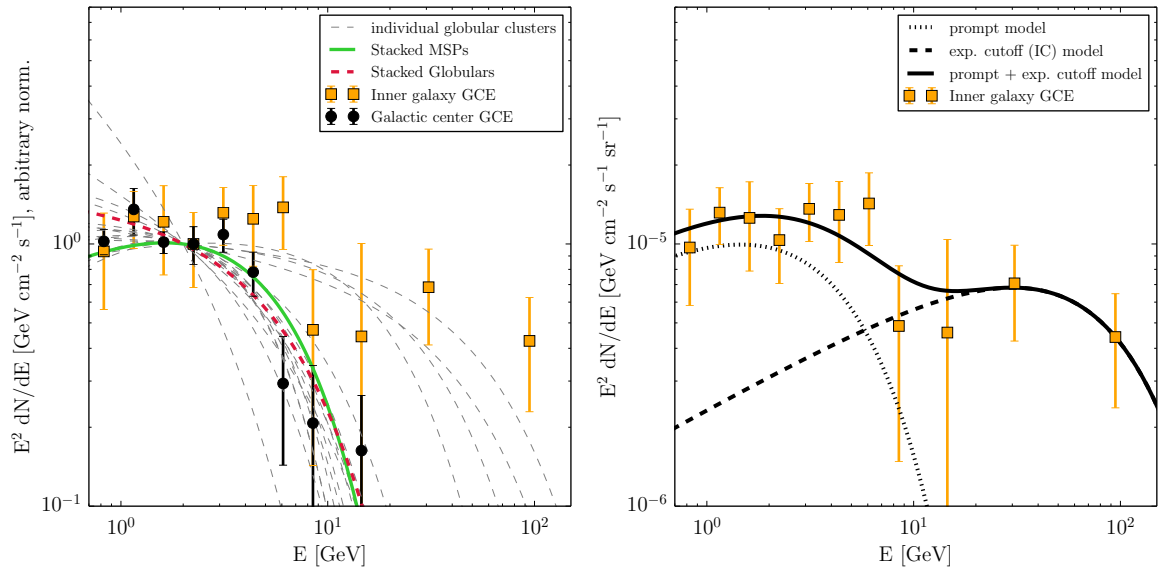 E² dN/dE [GeV cm⁻² s⁻¹], arbitrary norm.
10⁰
10⁻¹
individual globular clusters
Stacked MSPs
Stacked Globulars
Inner galaxy GCE
Galactic center GCE
10⁰ 10¹ 10²
E [GeV]
E² dN/dE [GeV cm⁻² s⁻¹ sr⁻¹]
10⁻⁵
10⁻⁶
prompt model
exp. cutoff (IC) model
prompt + exp. cutoff model
Inner galaxy GCE
10⁰ 10¹ 10²
E [GeV]